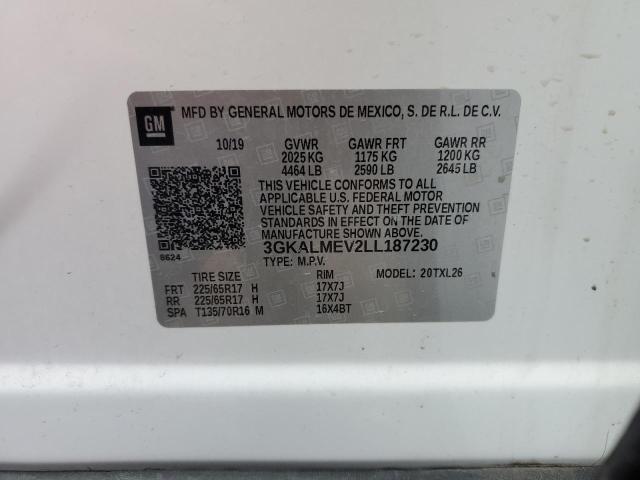 GM MFD BY GENERAL MOTORS DE MEXICO, S. DE R.L. DE C.V.
10/19 GVWR GAWR FRT GAWR RR
2025 KG 1175 KG 1200 KG
4464 LB 2590 LB 2645 LB
THIS VEHICLE CONFORMS TO ALL
APPLICABLE U.S. FEDERAL MOTOR
VEHICLE SAFETY AND THEFT PREVENTION
STANDARDS IN EFFECT ON THE DATE OF
MANUFACTURE SHOWN ABOVE.
3GKALMEV2LL187230
8624
TYPE: M.P.V.
TIRE SIZE RIM MODEL: 20TXL26
FRT 225/65R17 H 17X7J
RR 225/65R17 H 17X7J
SPA T135/70R16 M 16X4BT